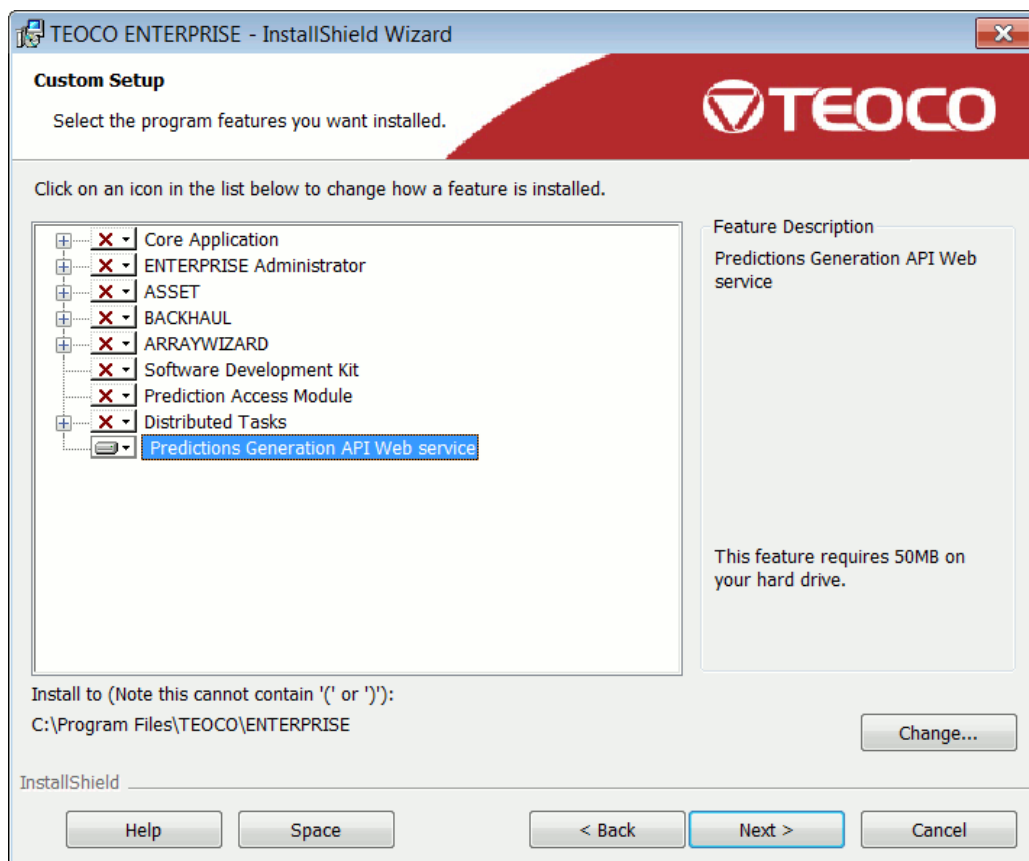 TEOCO ENTERPRISE - InstallShield Wizard
Custom Setup
Select the program features you want installed.
TEOCO
Click on an icon in the list below to change how a feature is installed.
Core Application
ENTERPRISE Administrator
ASSET
BACKHAUL
ARRAYWIZARD
Software Development Kit
Prediction Access Module
Distributed Tasks
Predictions Generation API Web service
Feature Description
Predictions Generation API Web
service
This feature requires 50MB on
your hard drive.
Install to (Note this cannot contain '(' or ')'):
C:\Program Files\TEOCO\ENTERPRISE
Change...
InstallShield
Help
Space
< Back
Next >
Cancel